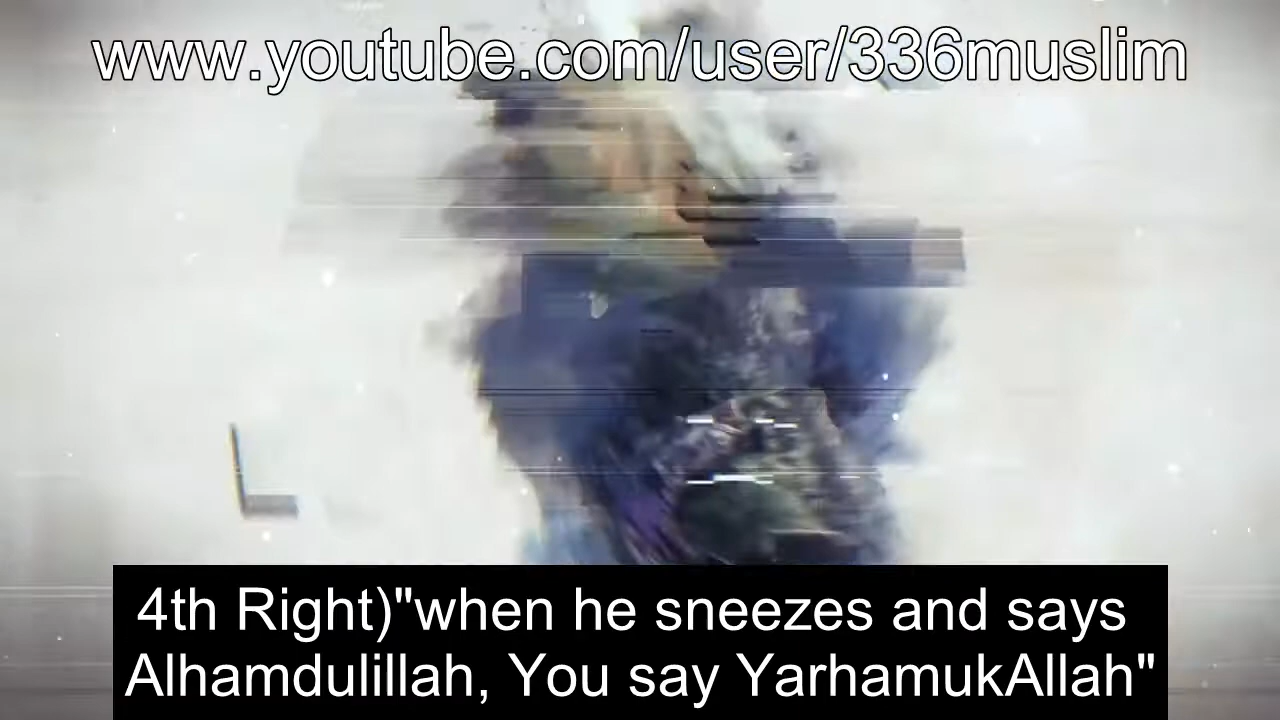 www.youtube.com/user/336muslim
4th Right)"when he sneezes and says
Alhamdulillah, You say YarhamukAllah"